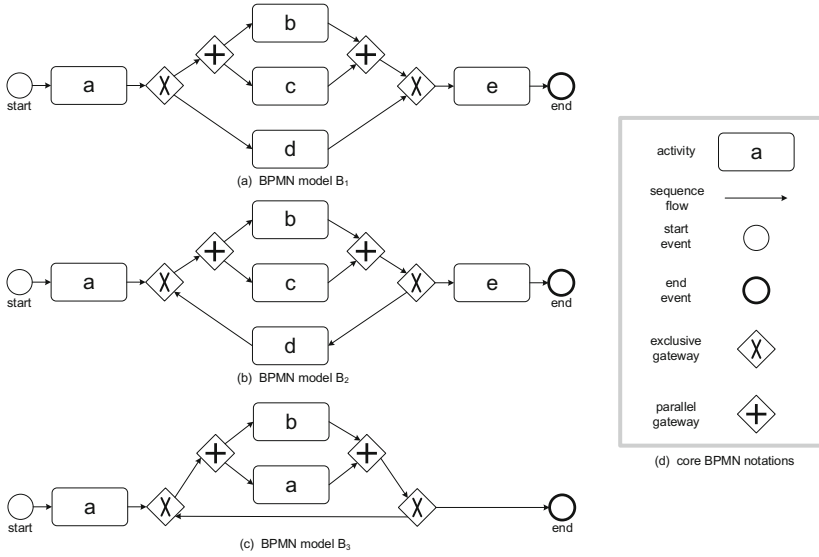 b
c
a
X
+
+
X
e
start
end
d
(a) BPMN model B₁
b
c
a
X
+
+
X
e
start
end
d
(b) BPMN model B₂
b
a
a
X
+
+
X
start
end
(c) BPMN model B₃
activity
a
sequence
flow
start
event
end
event
exclusive
gateway
X
parallel
gateway
+
(d) core BPMN notations